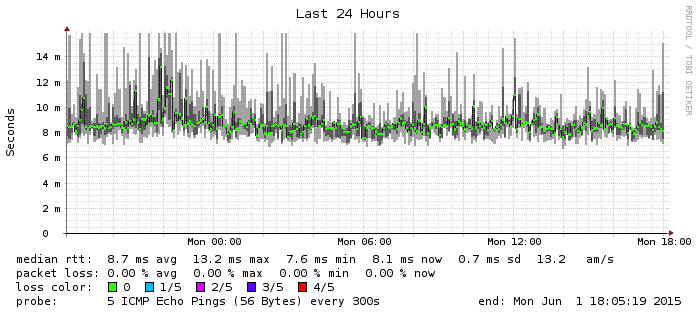 Last 24 Hours
RRDTOOL / TOBI OETIKER
Seconds
14 m
12 m
10 m
8 m
6 m
4 m
2 m
0
Mon 00:00 Mon 06:00 Mon 12:00 Mon 18:00
median rtt: 8.7 ms avg 13.2 ms max 7.6 ms min 8.1 ms now 0.7 ms sd 13.2 am/s
packet loss: 0.00 % avg 0.00 % max 0.00 % min 0.00 % now
loss color: 0 1/5 2/5 3/5 4/5
probe: 5 ICMP Echo Pings (56 Bytes) every 300s end: Mon Jun 1 18:05:19 2015